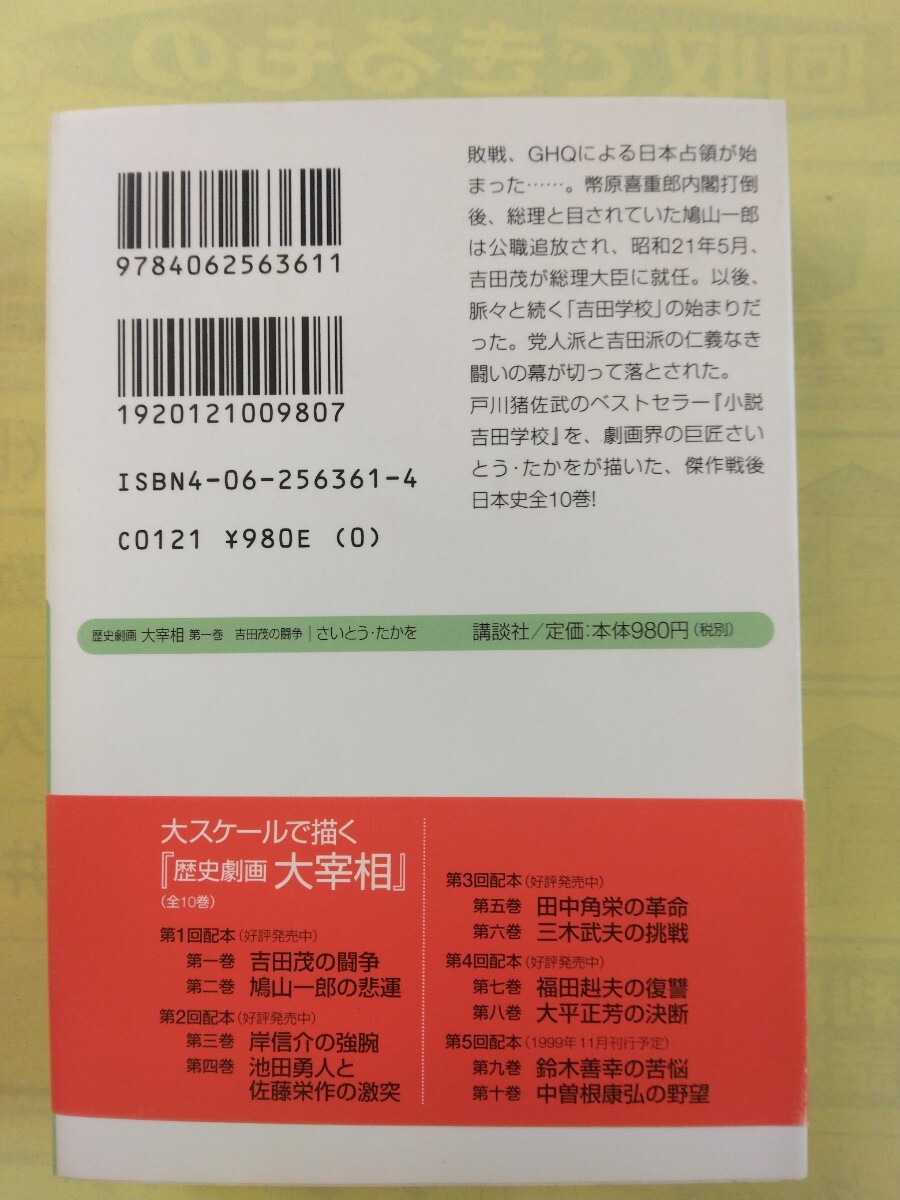 回収できるもの
9784062563611
1920121009807
ISBN4-06-256361-4
C0121 ¥980E (0)
敗戦、GHQによる日本占領が始
まった……。幣原喜重郎内閣打倒
後、総理と目されていた鳩山一郎
は公職追放され、昭和21年5月、
吉田茂が総理大臣に就任。以後、
脈々と続く「吉田学校」の始まりだ
った。党人派と吉田派の仁義なき
闘いの幕が切って落とされた。
戸川猪佐武のベストセラー『小説
吉田学校』を、劇画界の巨匠さい
とう・たかをが描いた、傑作戦後
日本史全10巻!
歴史劇画 大宰相 第一巻 吉田茂の闘争|さいとう・たかを
講談社/定価:本体980円(税別)
大スケールで描く
『歴史劇画 大宰相』
(全10巻)
第1回配本(好評発売中)
第一巻 吉田茂の闘争
第二巻 鳩山一郎の悲運
第2回配本(好評発売中)
第三巻 岸信介の強腕
第四巻 池田勇人と
佐藤栄作の激突
第3回配本(好評発売中)
第五巻 田中角栄の革命
第六巻 三木武夫の挑戦
第4回配本(好評発売中)
第七巻 福田赳夫の復讐
第八巻 大平正芳の決断
第5回配本(1999年11月刊行予定)
第九巻 鈴木善幸の苦悩
第十巻 中曽根康弘の野望